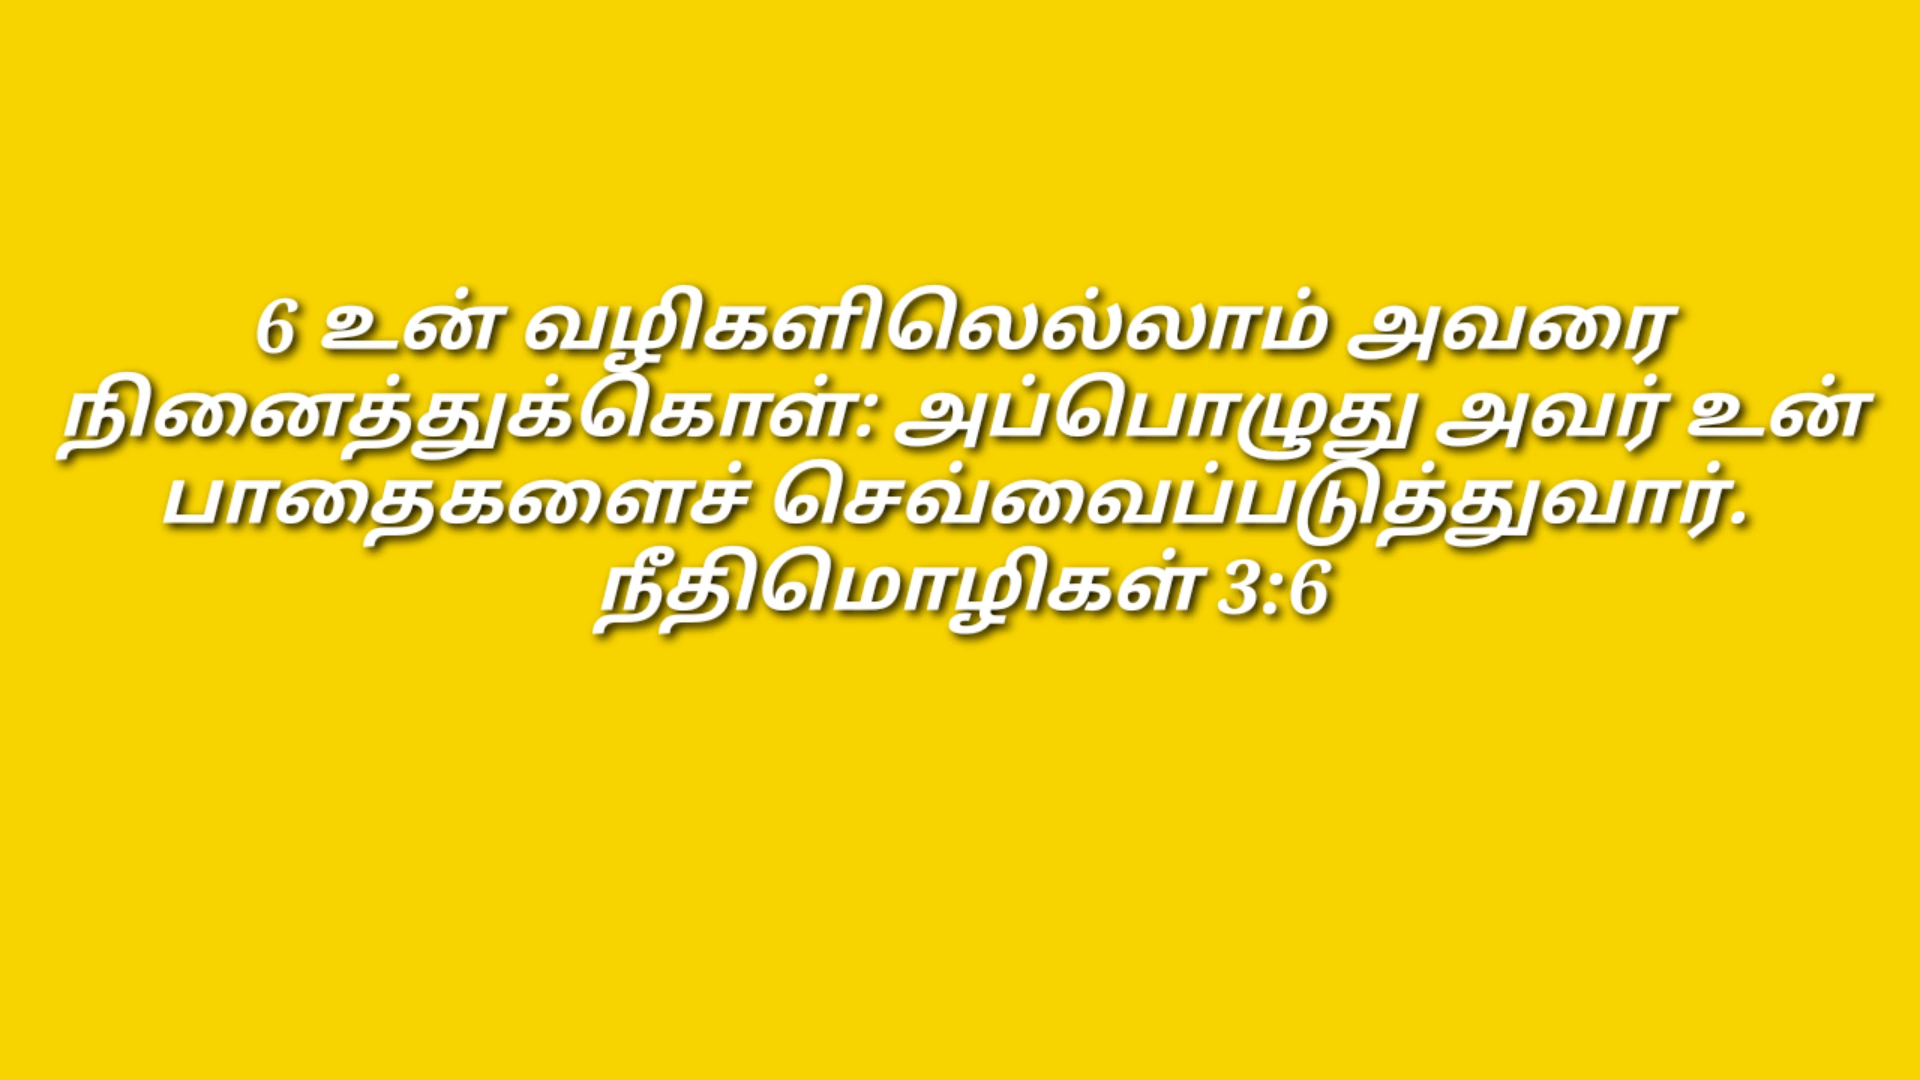 6 உன் வழிகளிலெல்லாம் அவரை
நினைத்துக்கொள்: அப்பொழுது அவர் உன்
பாதைகளைச் செவ்வைப்படுத்துவார்.
நீதிமொழிகள் 3:6